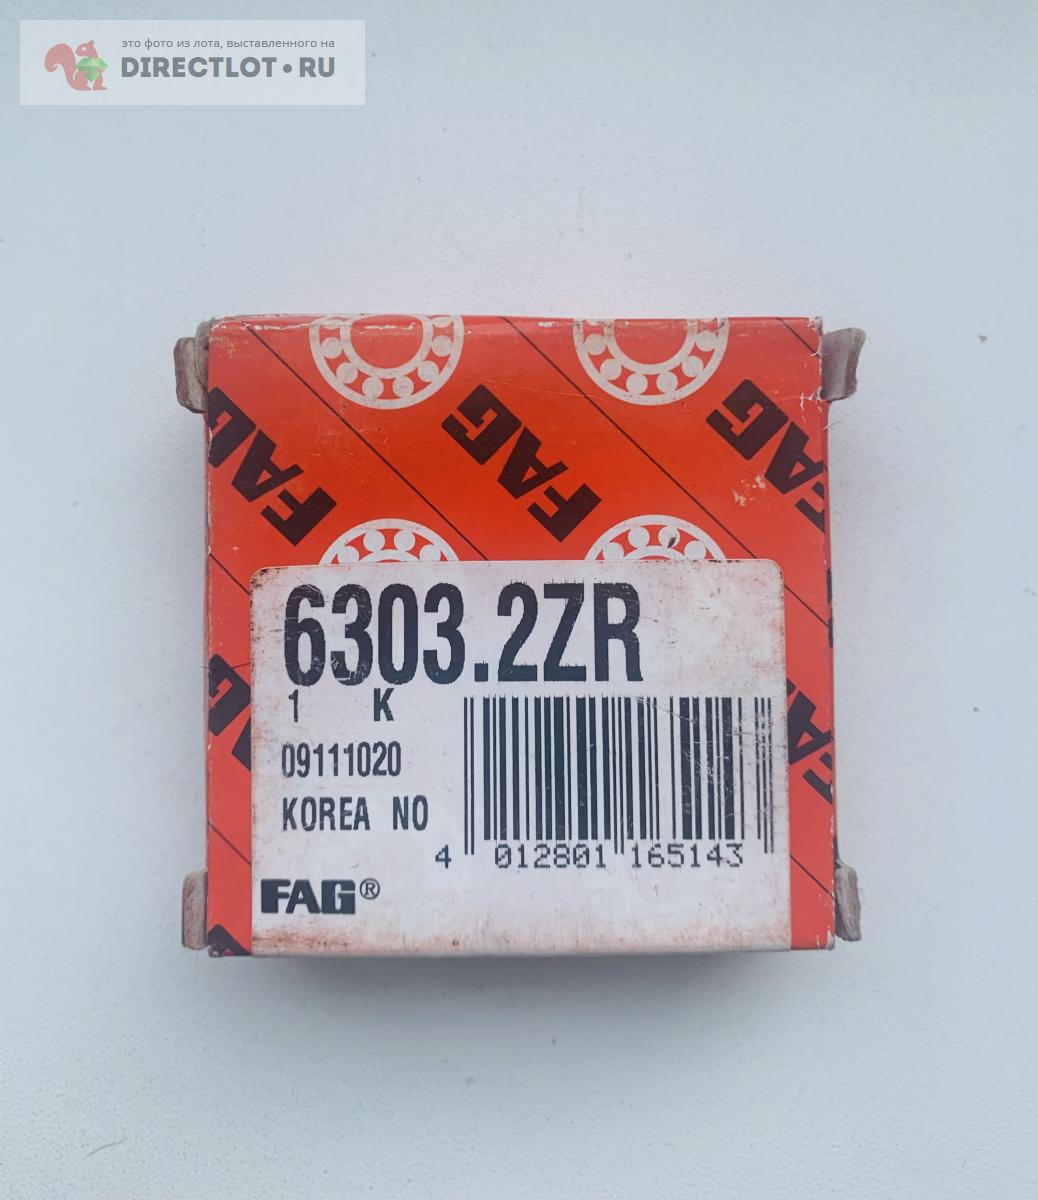 это фото из лота, выставленного на
DIRECTLOT•RU
FAG
FAG
FAG
6303.2ZR
1 K
09111020
KOREA NO
4 012801 165143
FAG®